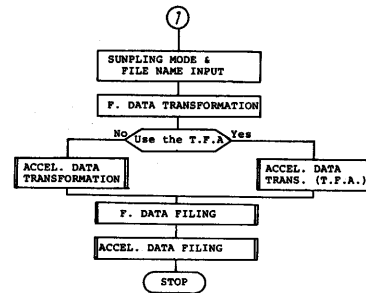 1
SUNPLING MODE &
FILE NAME INPUT
F. DATA TRANSFORMATION
No
Use the T.F.A
Yes
ACCEL. DATA
TRANSFORMATION
ACCEL. DATA
TRANS. (T.F.A.)
F. DATA FILING
ACCEL. DATA FILING
STOP